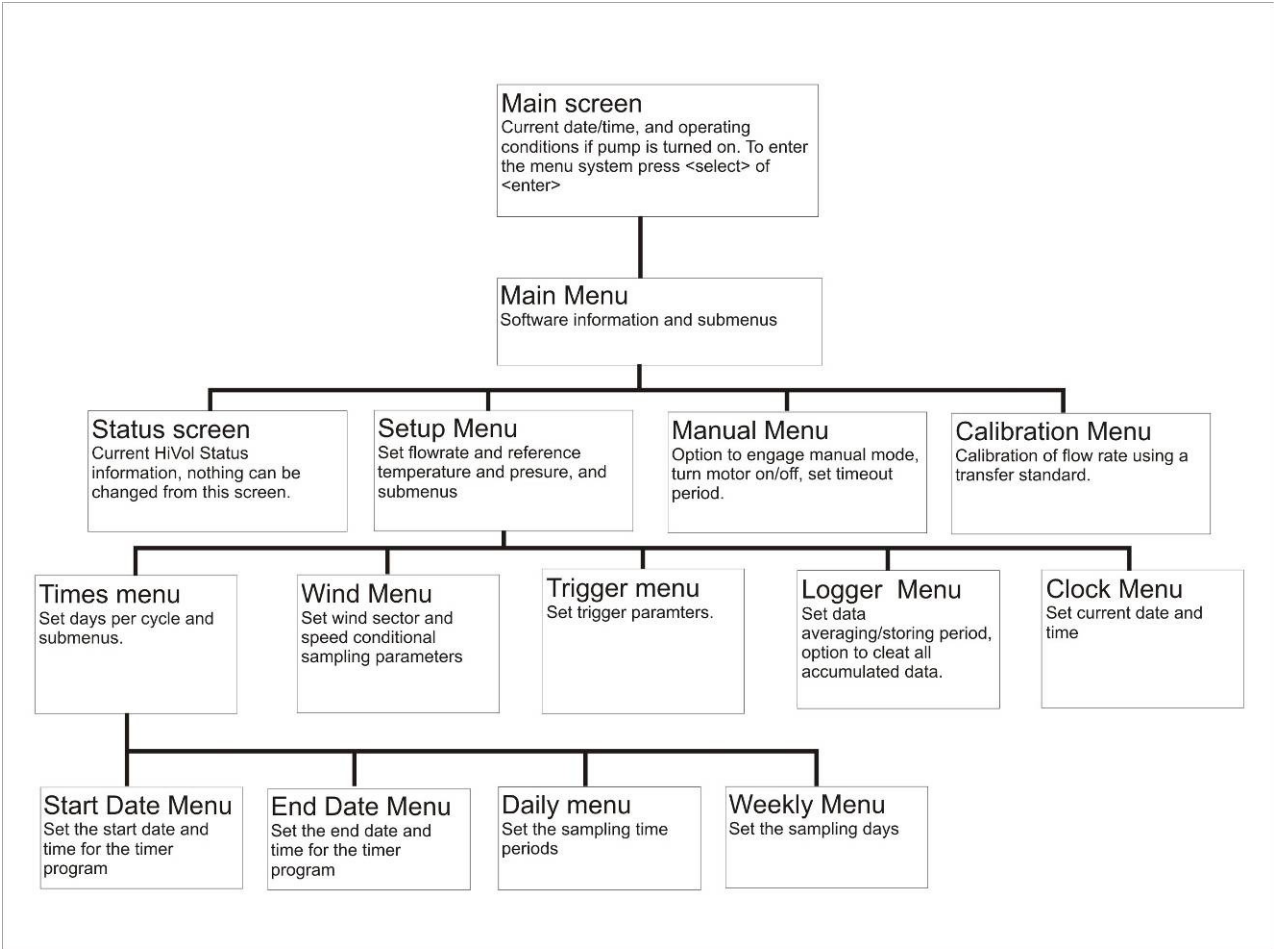 Main screen
Current date/time, and operating
conditions if pump is turned on. To enter
the menu system press <select> of
<enter>
Main Menu
Software information and submenus
Status screen
Current HiVol Status
information, nothing can be
changed from this screen.
Setup Menu
Set flowrate and reference
temperature and presure, and
submenus
Manual Menu
Option to engage manual mode,
turn motor on/off, set timeout
period.
Calibration Menu
Calibration of flow rate using a
transfer standard.
Times menu
Set days per cycle and
submenus.
Wind Menu
Set wind sector and
speed conditional
sampling parameters
Trigger menu
Set trigger paramters.
Logger Menu
Set data
averaging/storing period,
option to cleat all
accumulated data.
Clock Menu
Set current date and
time
Start Date Menu
Set the start date and
time for the timer
program
End Date Menu
Set the end date and
time for the timer
program
Daily menu
Set the sampling time
periods
Weekly Menu
Set the sampling days